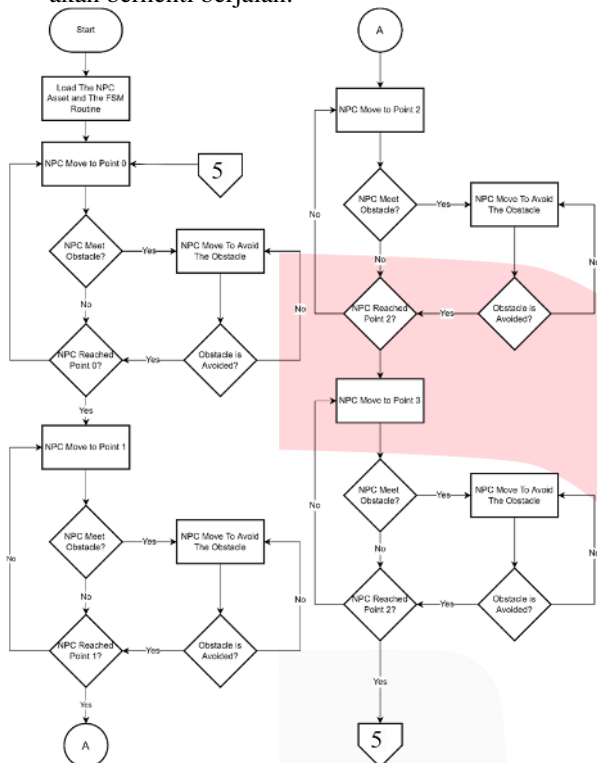 akan berhenti berjalan.
Start
Load The NPC
Asset and The FSM
Routine
NPC Move to Point 0
5
NPC Meet
Obstacle?
Yes
NPC Move To Avoid
The Obstacle
No
No
NPC Reached
Point 0?
Yes
Obstacle is
Avoided?
Yes
NPC Move to Point 1
NPC Meet
Obstacle?
Yes
NPC Move To Avoid
The Obstacle
No
No
No
NPC Reached
Point 1?
Yes
Obstacle is
Avoided?
Yes
A
A
NPC Move to Point 2
NPC Meet
Obstacle?
Yes
NPC Move To Avoid
The Obstacle
No
No
No
NPC Reached
Point 2?
Yes
Obstacle is
Avoided?
NPC Move to Point 3
NPC Meet
Obstacle?
Yes
NPC Move To Avoid
The Obstacle
No
No
No
NPC Reached
Point 2?
Yes
Obstacle is
Avoided?
Yes
5